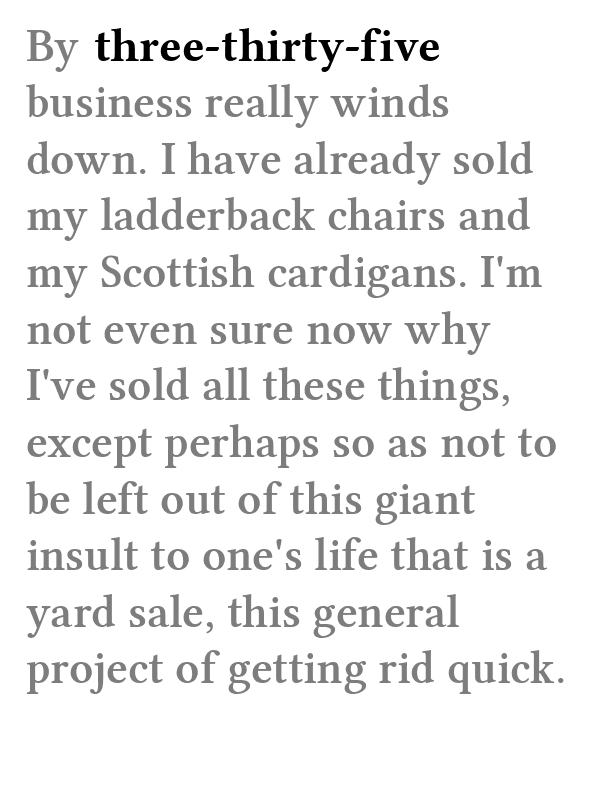 By three-thirty-five
business really winds
down. I have already sold
my ladderback chairs and
my Scottish cardigans. I'm
not even sure now why
I've sold all these things,
except perhaps so as not to
be left out of this giant
insult to one's life that is a
yard sale, this general
project of getting rid quick.